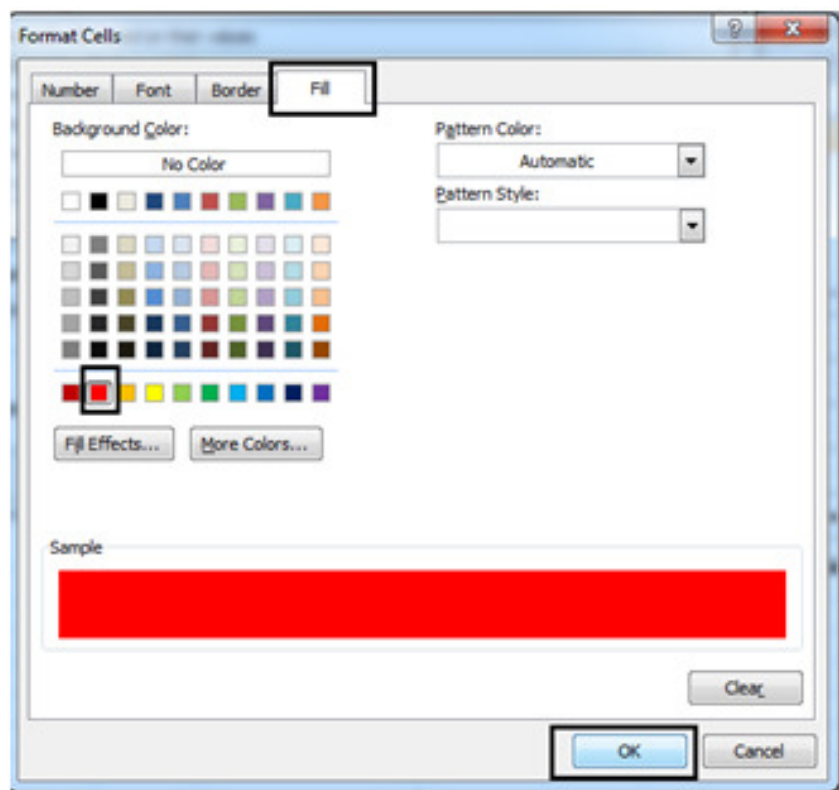 Format Cells
Number Font Border Fill
Background Color:
No Color
Pattern Color:
Automatic
Pattern Style:
Fill Effects... More Colors...
Sample
Clear
OK Cancel